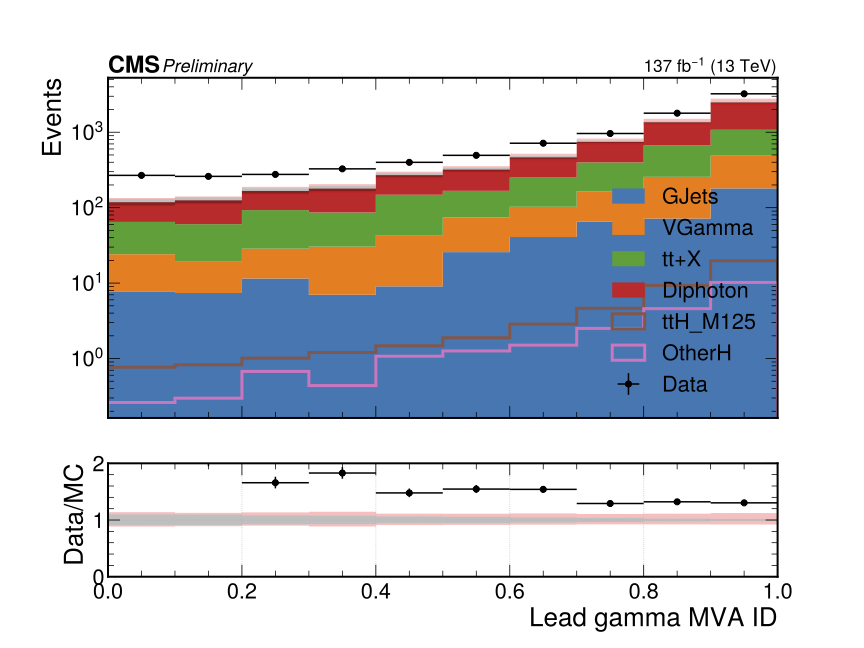 CMS Preliminary 137 fb⁻¹ (13 TeV)
Events
10³
10²
10¹
10⁰
GJets
VGamma
tt+X
Diphoton
ttH_M125
OtherH
Data
Data/MC
2
1
0
0.0 0.2 0.4 0.6 0.8 1.0
Lead gamma MVA ID